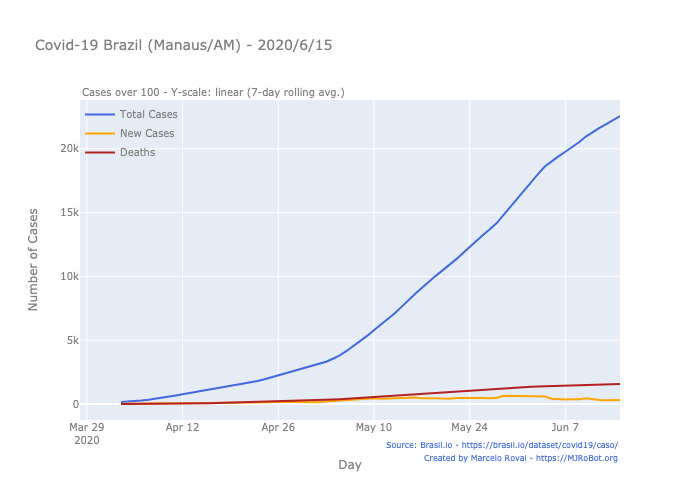 Covid-19 Brazil (Manaus/AM) - 2020/6/15
Cases over 100 - Y-scale: linear (7-day rolling avg.)
Total Cases
New Cases
Deaths
20k
15k
10k
5k
0
Number of Cases
Mar 29
2020
Apr 12
Apr 26
May 10
May 24
Jun 7
Day
Source: Brasil.io - https://brasil.io/dataset/covid19/caso/
Created by Marcelo Rovai - https://MJRoBot.org